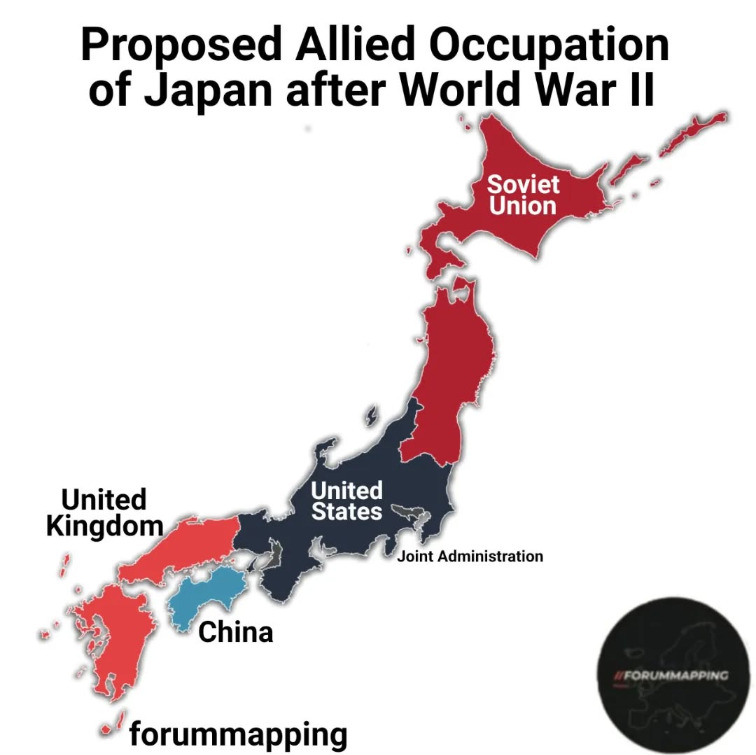 Proposed Allied Occupation
of Japan after World War II
Soviet
Union
United
States
United
Kingdom
Joint Administration
China
//FORUMMAPPING
forummapping